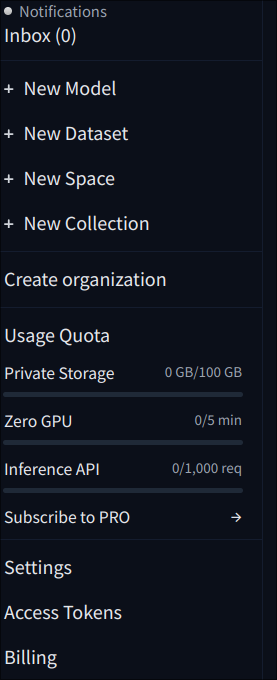 Notifications
Inbox (0)
+ New Model
+ New Dataset
+ New Space
+ New Collection
Create organization
Usage Quota
Private Storage 0 GB/100 GB
Zero GPU 0/5 min
Inference API 0/1,000 req
Subscribe to PRO →
Settings
Access Tokens
Billing